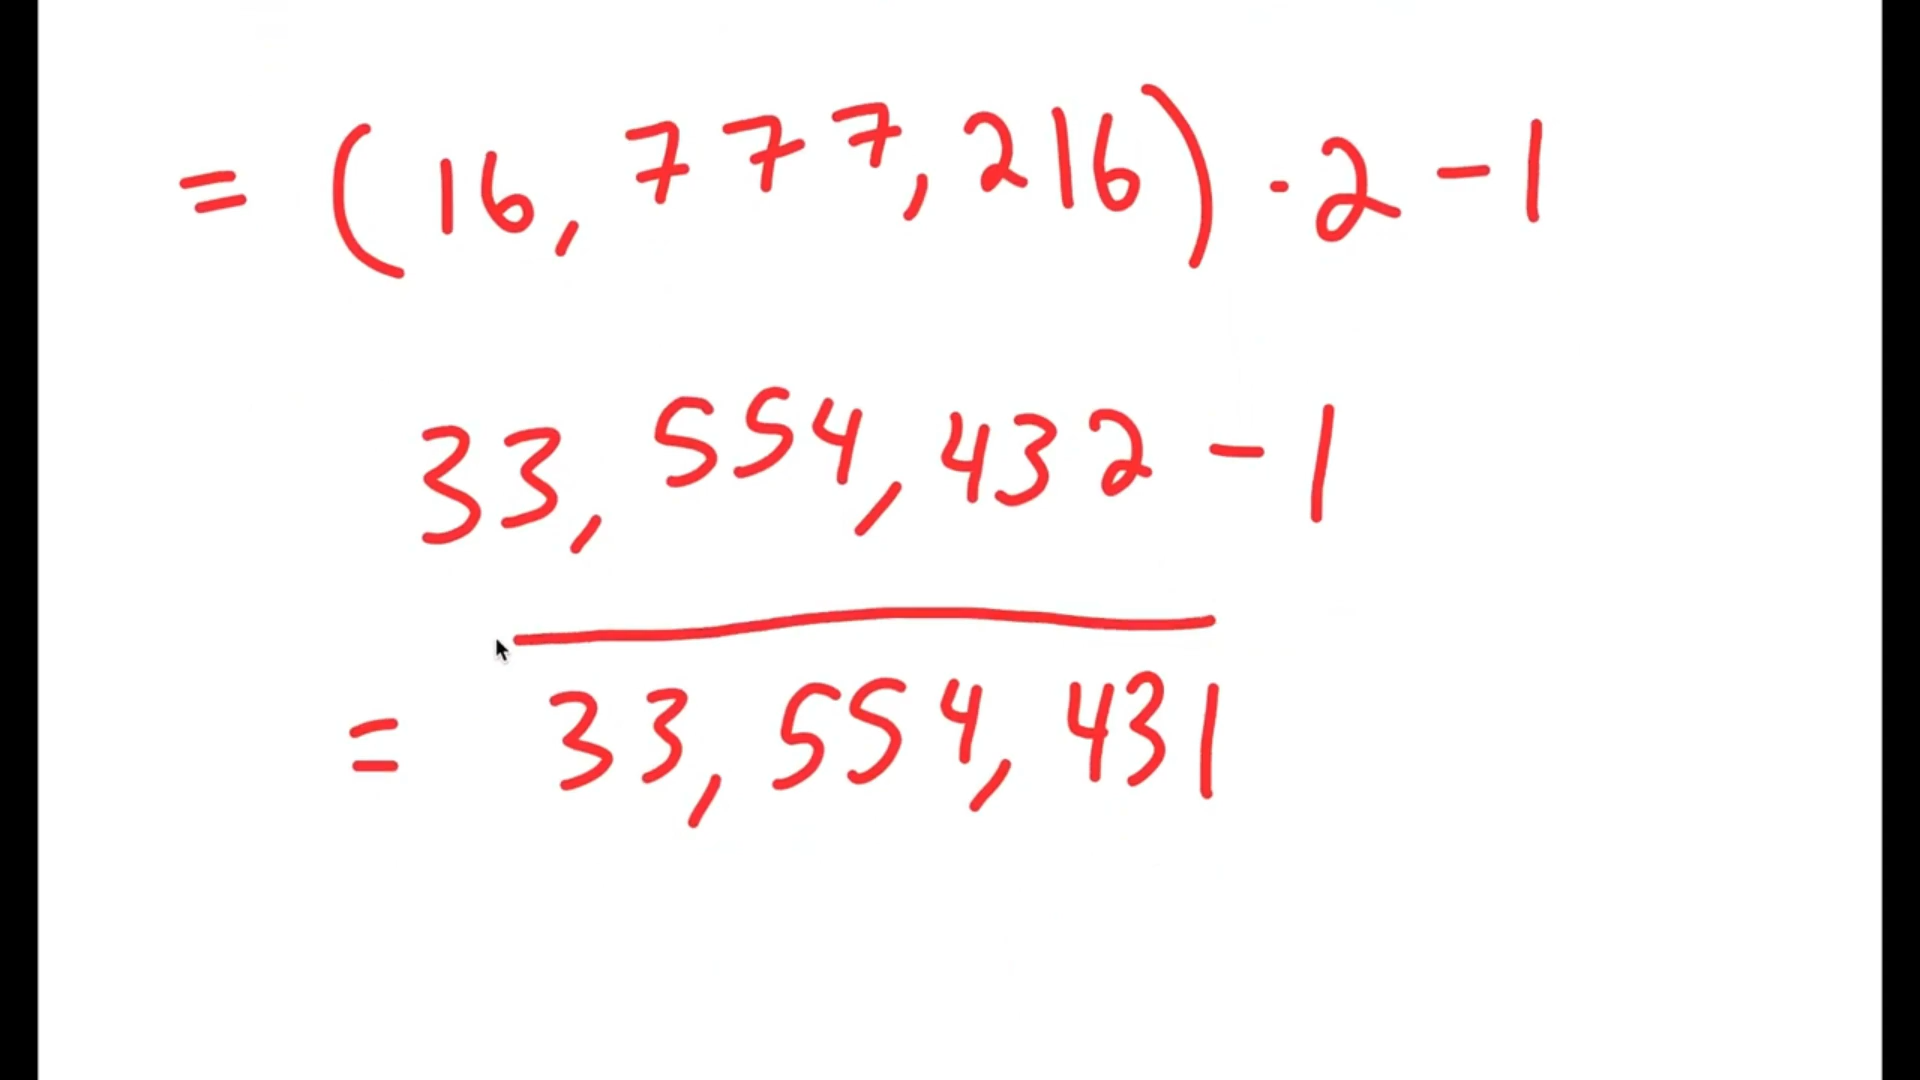 = (16,777,216) · 2 - 1
33,554,432 - 1
= 33,554,431